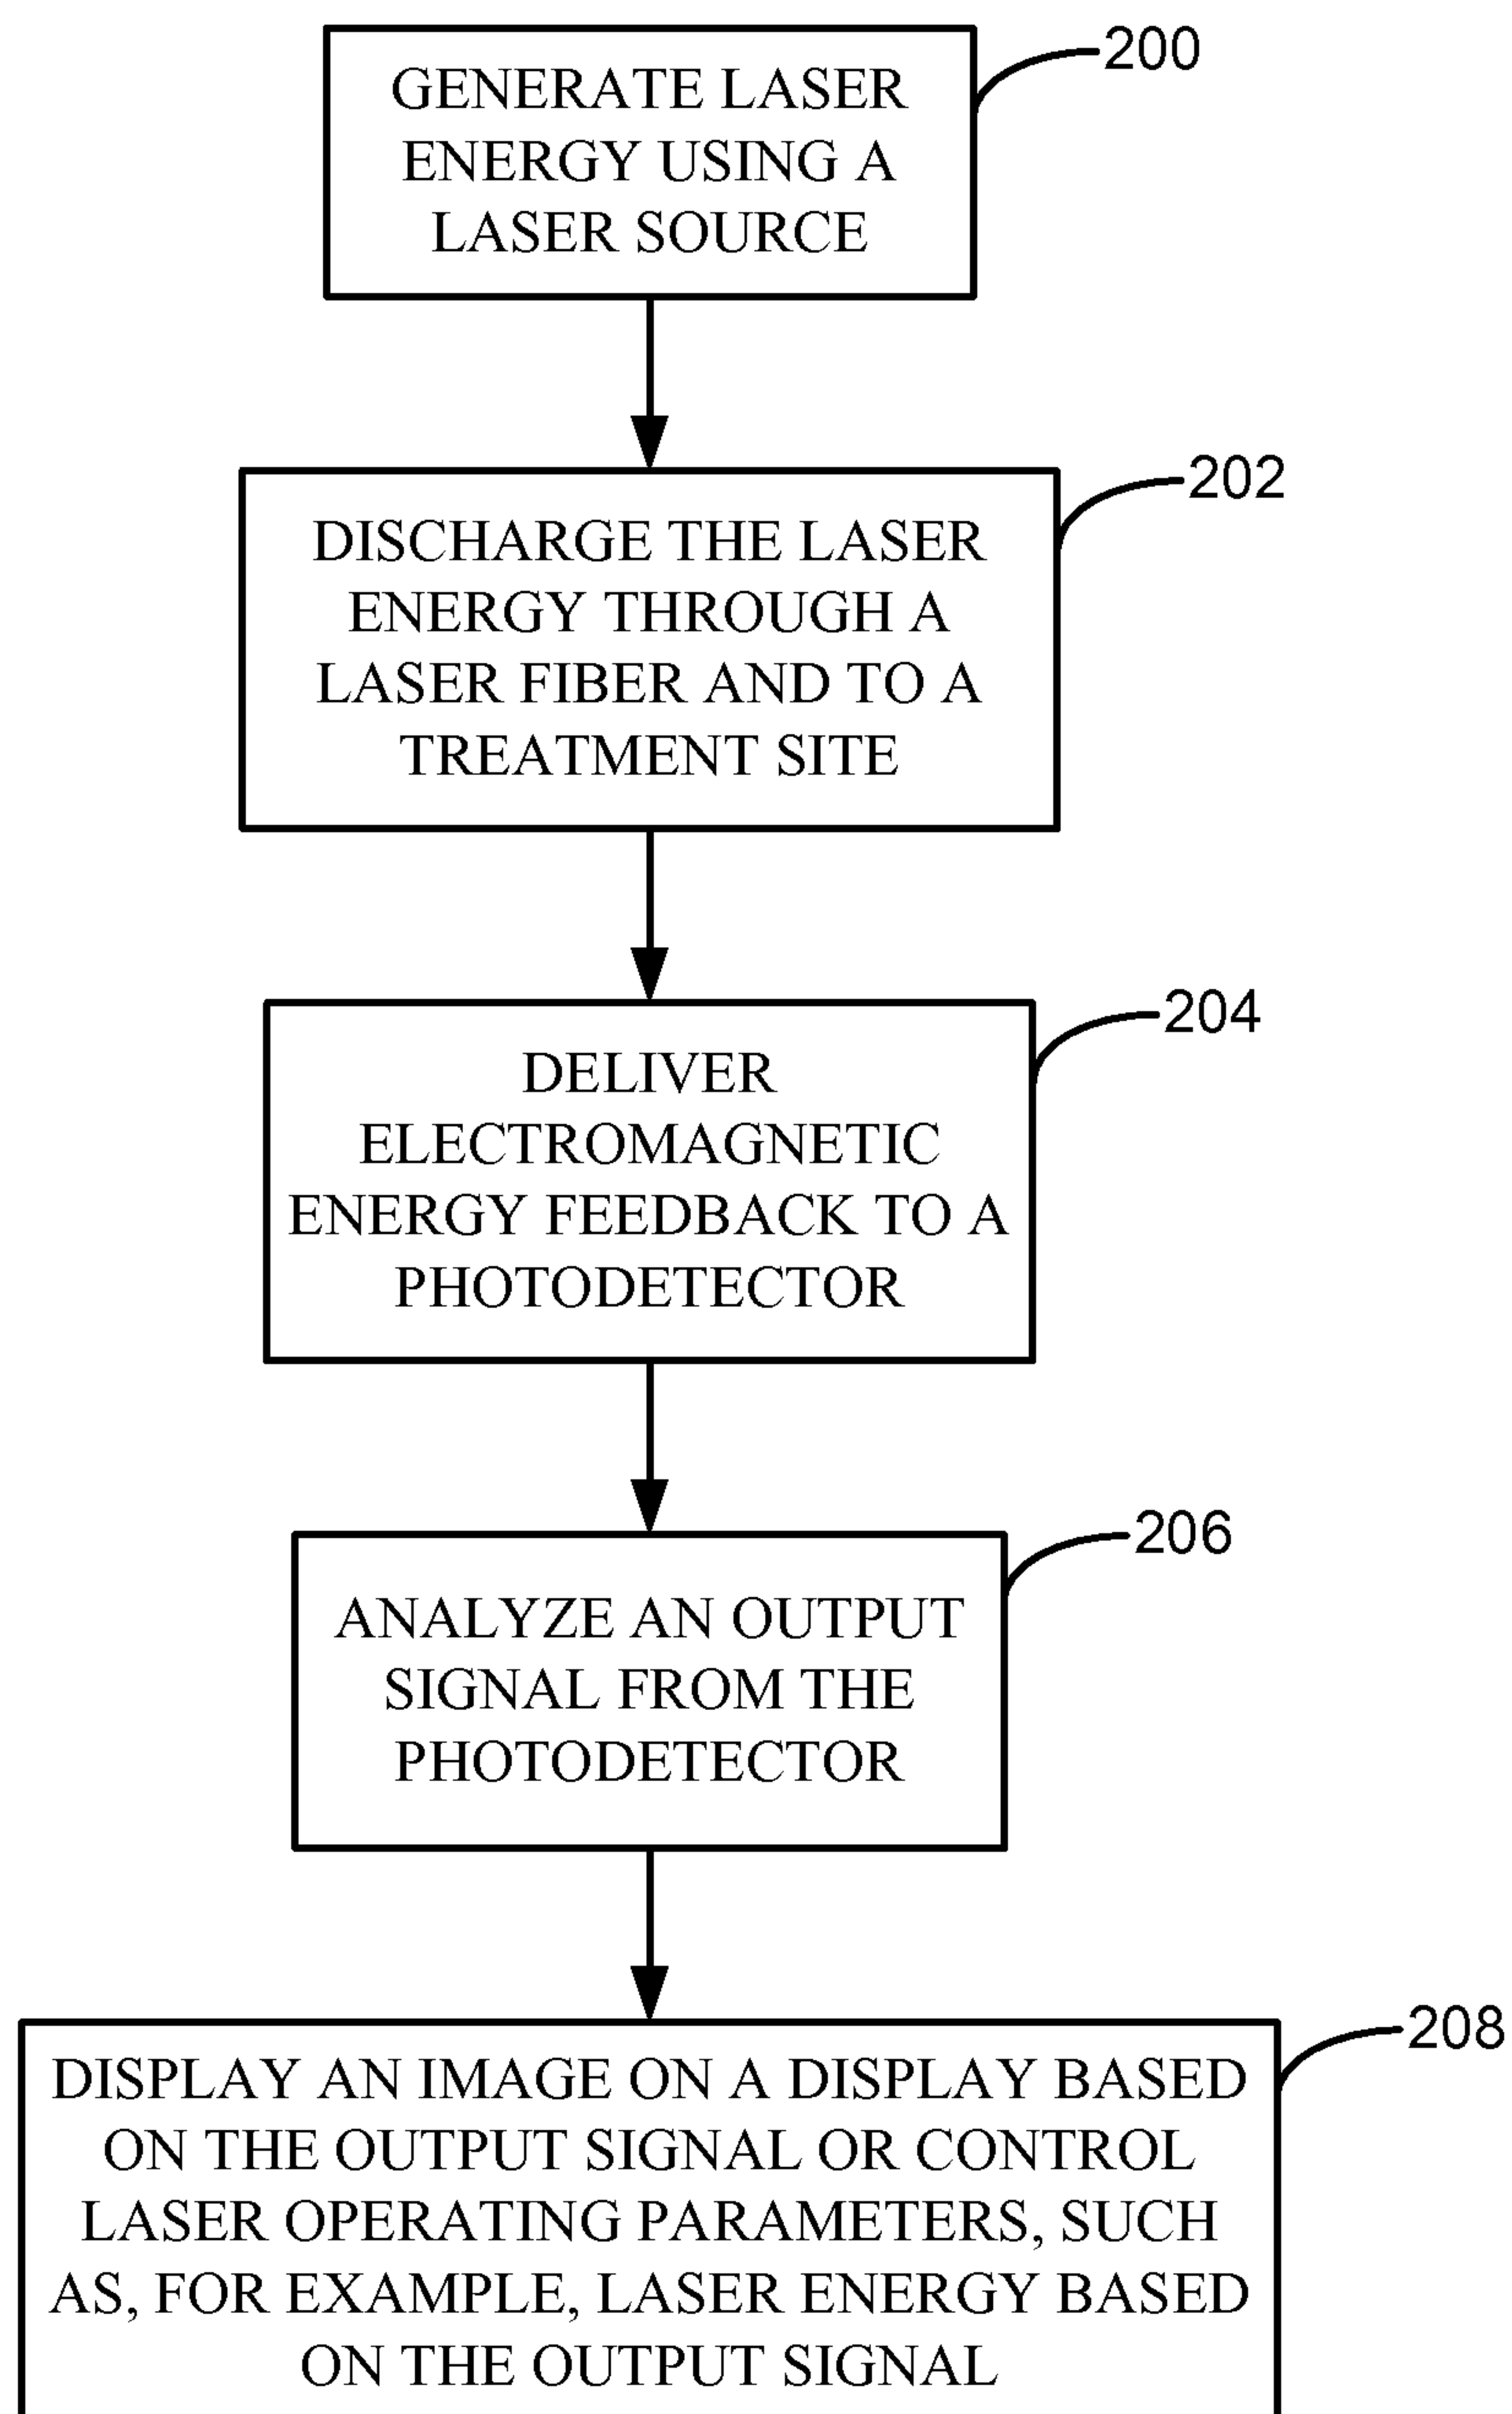 200
GENERATE LASER
ENERGY USING A
LASER SOURCE
202
DISCHARGE THE LASER
ENERGY THROUGH A
LASER FIBER AND TO A
TREATMENT SITE
204
DELIVER
ELECTROMAGNETIC
ENERGY FEEDBACK TO A
PHOTODETECTOR
206
ANALYZE AN OUTPUT
SIGNAL FROM THE
PHOTODETECTOR
208
DISPLAY AN IMAGE ON A DISPLAY BASED
ON THE OUTPUT SIGNAL OR CONTROL
LASER OPERATING PARAMETERS, SUCH
AS, FOR EXAMPLE, LASER ENERGY BASED
ON THE OUTPUT SIGNAL